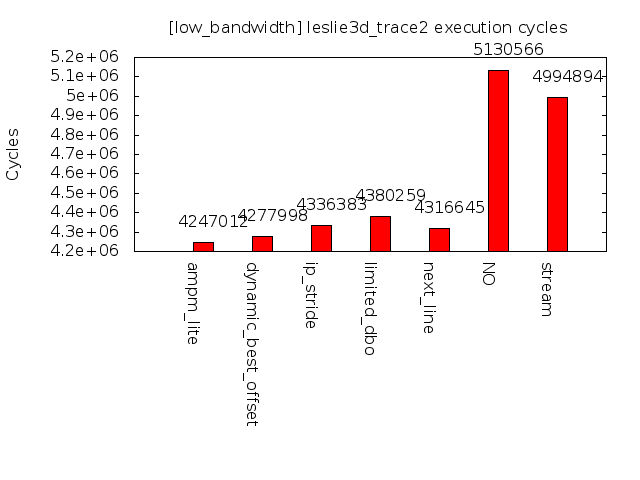 [low_bandwidth] leslie3d_trace2 execution cycles
Cycles
5.2e+06
5.1e+06
5e+06
4.9e+06
4.8e+06
4.7e+06
4.6e+06
4.5e+06
4.4e+06
4.3e+06
4.2e+06
4247012
4277998
4336383
4380259
4316645
5130566
4994894
ampm_lite
dynamic_best_offset
ip_stride
limited_dbo
next_line
NO
stream